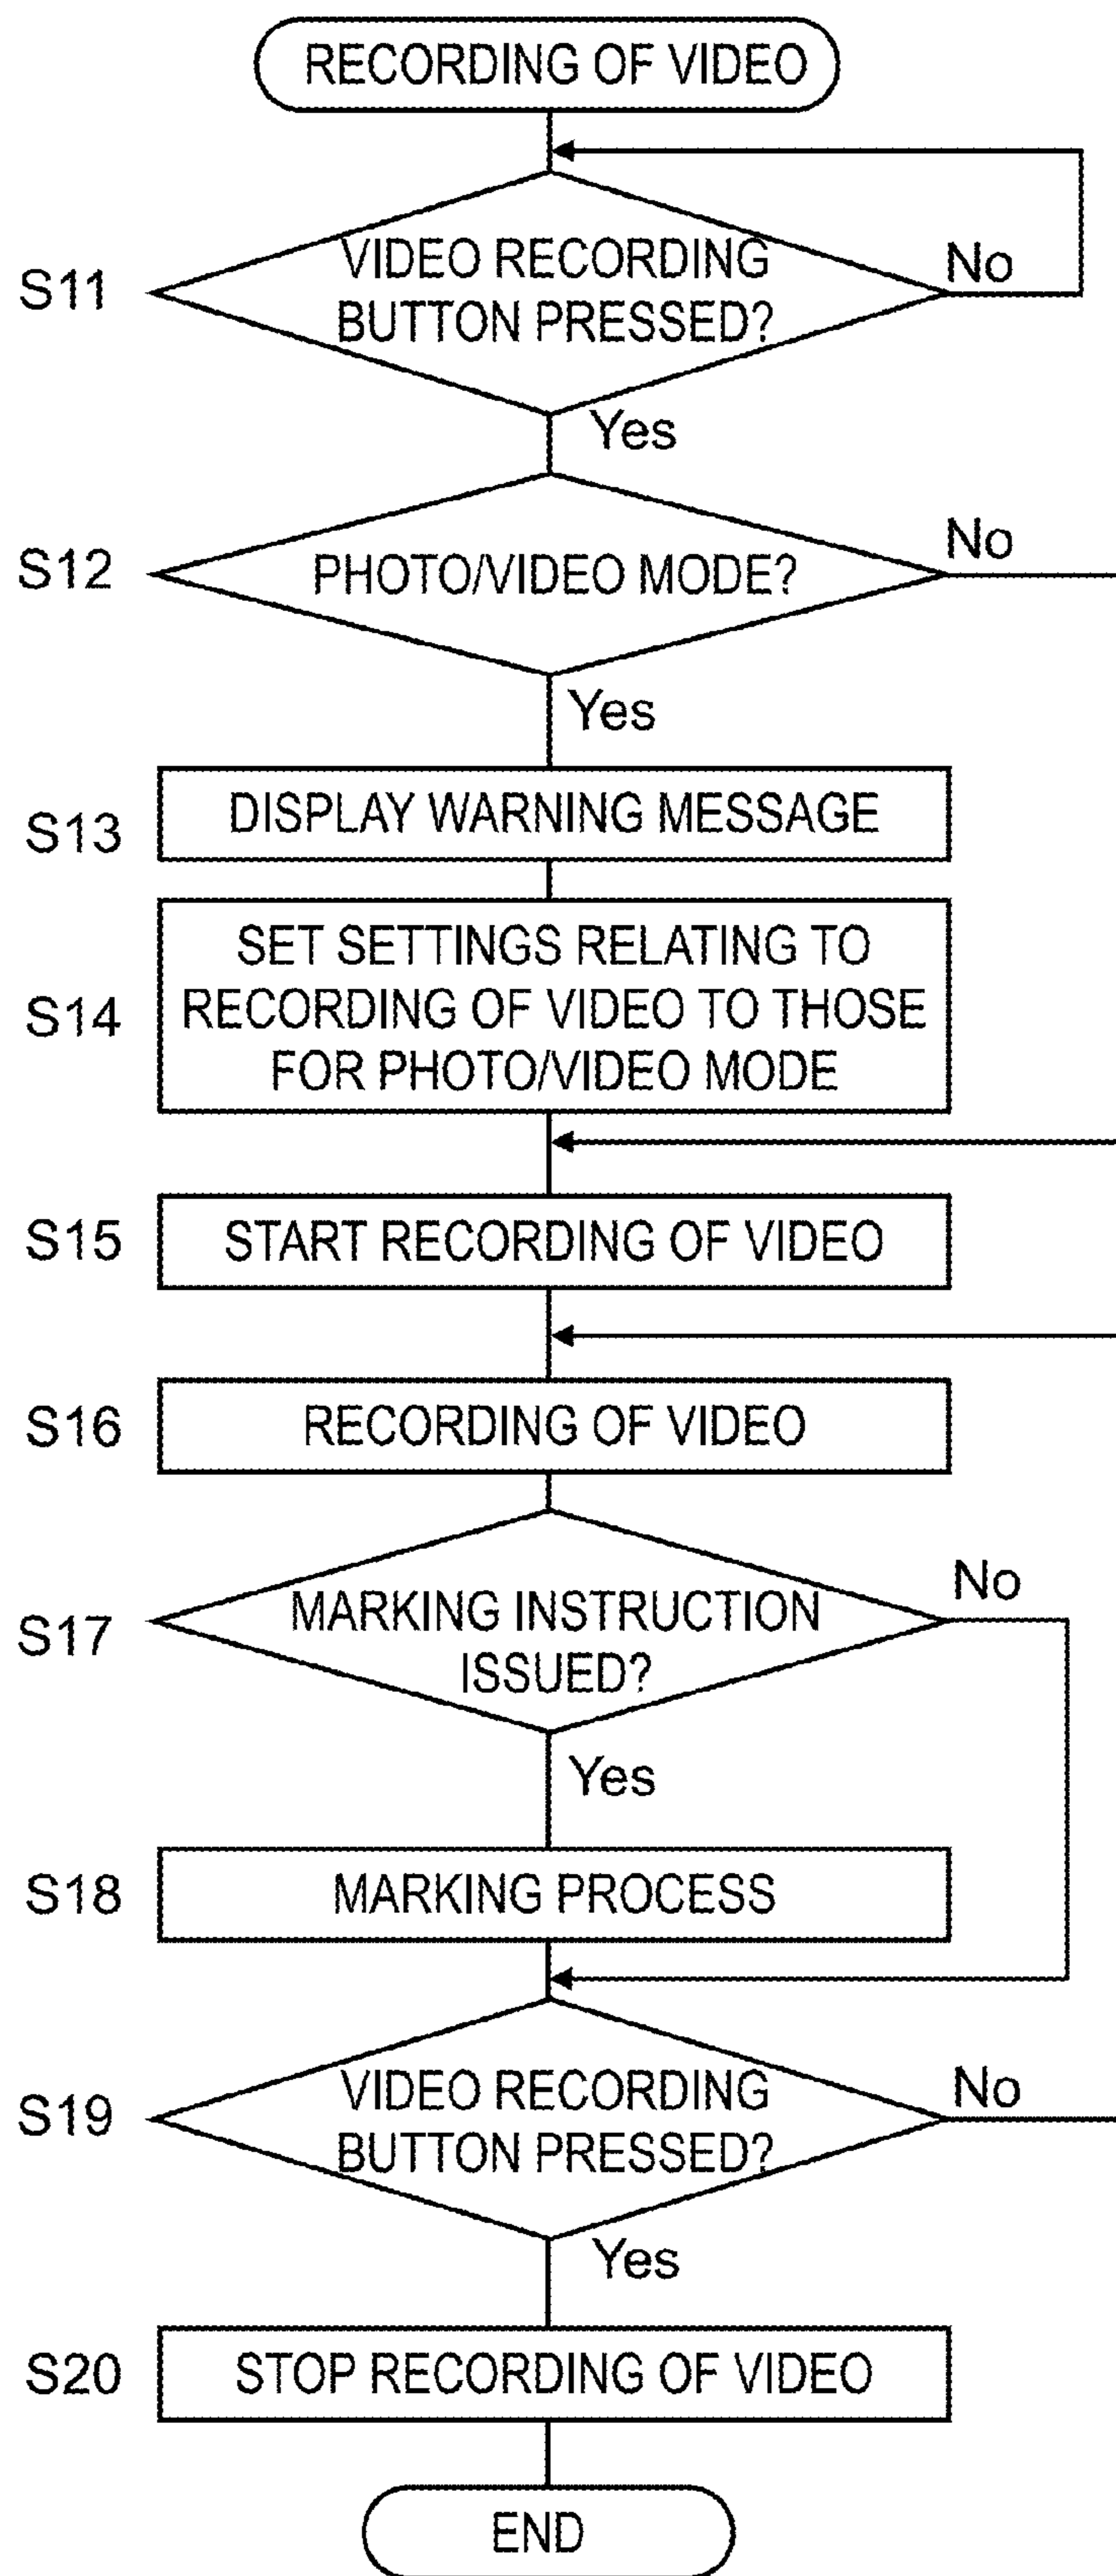 RECORDING OF VIDEO
S11
VIDEO RECORDING
BUTTON PRESSED?
No
Yes
S12
PHOTO/VIDEO MODE?
No
Yes
S13
DISPLAY WARNING MESSAGE
S14
SET SETTINGS RELATING TO
RECORDING OF VIDEO TO THOSE
FOR PHOTO/VIDEO MODE
S15
START RECORDING OF VIDEO
S16
RECORDING OF VIDEO
S17
MARKING INSTRUCTION
ISSUED?
No
Yes
S18
MARKING PROCESS
S19
VIDEO RECORDING
BUTTON PRESSED?
No
Yes
S20
STOP RECORDING OF VIDEO
END